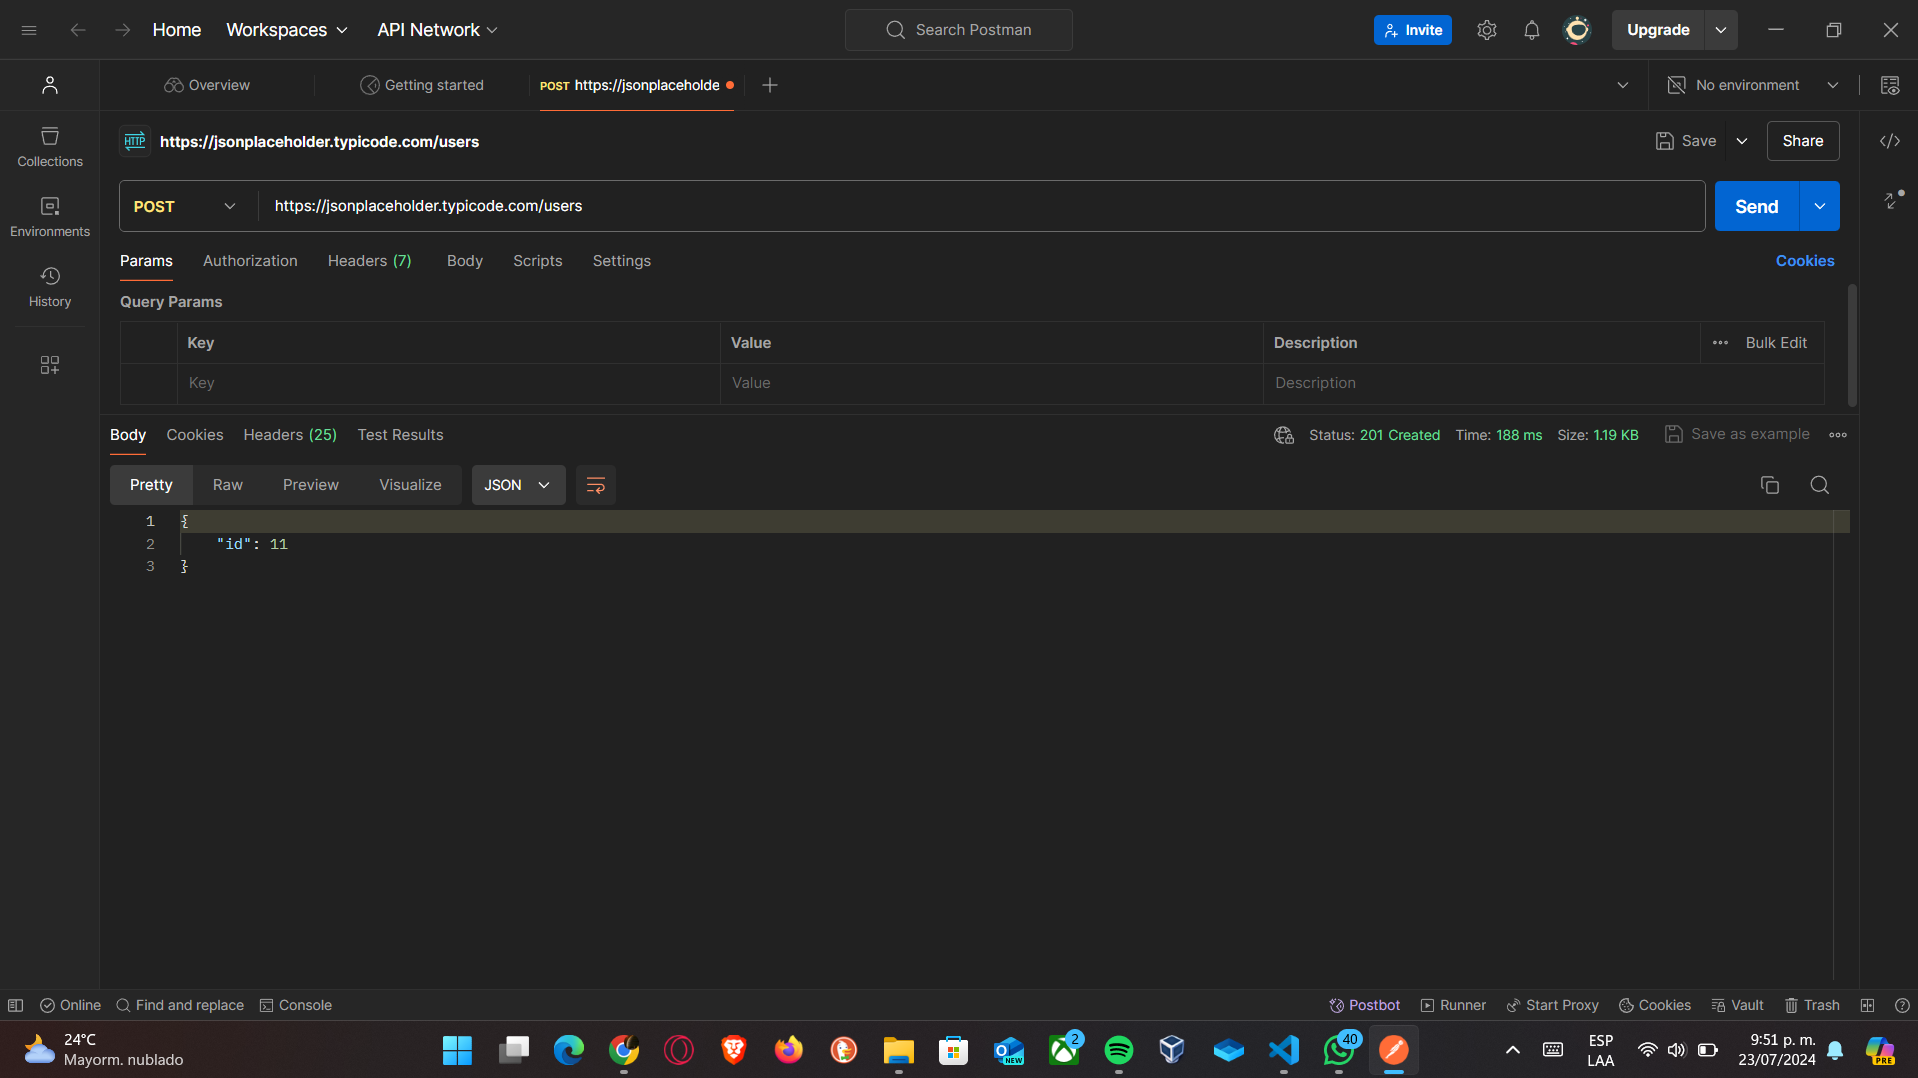 Home Workspaces API Network Search Postman Invite Upgrade
Overview Getting started POST https://jsonplaceholde No environment
HTTP https://jsonplaceholder.typicode.com/users Save Share
Collections
POST https://jsonplaceholder.typicode.com/users Send
Environments
Params Authorization Headers (7) Body Scripts Settings Cookies
History
Query Params
Key Value Description Bulk Edit
Key Value Description
Body Cookies Headers (25) Test Results Status: 201 Created Time: 188 ms Size: 1.19 KB Save as example
Pretty Raw Preview Visualize JSON
1 {
2 "id": 11
3 }
Online Find and replace Console Postbot Runner Start Proxy Cookies Vault Trash
24°C
Mayorm. nublado
NEW
2
40
ESP
LAA
9:51 p. m.
23/07/2024
PRE